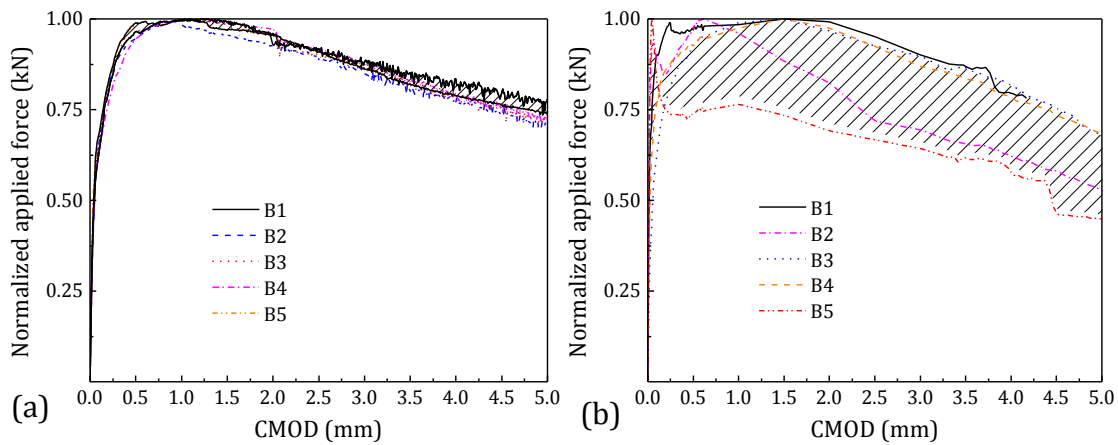 1.00
0.75
0.50
0.25
Normalized applied force (kN)
B1
B2
B3
B4
B5
0.0 0.5 1.0 1.5 2.0 2.5 3.0 3.5 4.0 4.5 5.0
CMOD (mm)
(a)
1.00
0.75
0.50
0.25
Normalized applied force (kN)
B1
B2
B3
B4
B5
0.0 0.5 1.0 1.5 2.0 2.5 3.0 3.5 4.0 4.5 5.0
CMOD (mm)
(b)